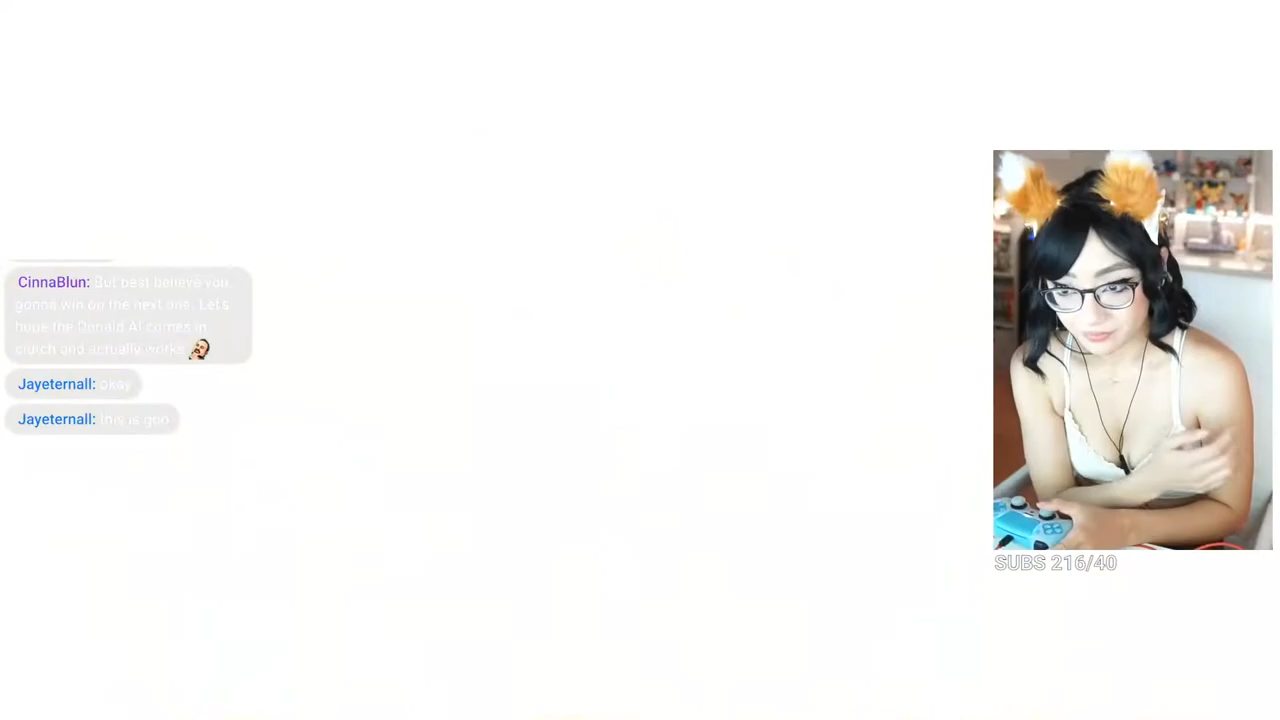 CinnaBlun: But best believe you
gonna win on the next one. Lets
hope the Donald AI comes in
clutch and actually works
Jayeternall: okay
Jayeternall: this is goo
SUBS 216/40